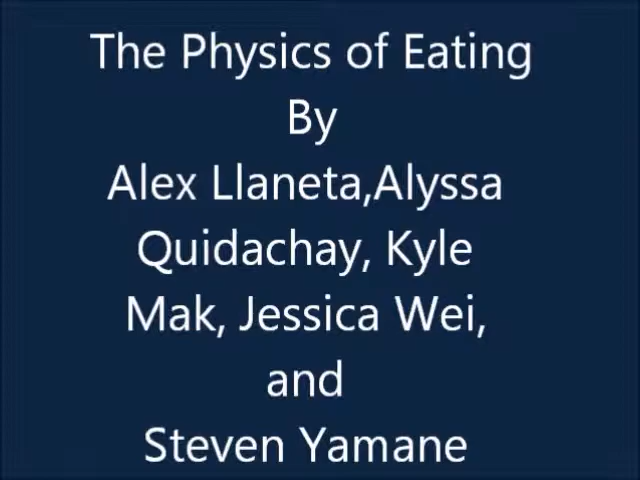 The Physics of Eating
By
Alex Llaneta,Alyssa
Quidachay, Kyle
Mak, Jessica Wei,
and
Steven Yamane